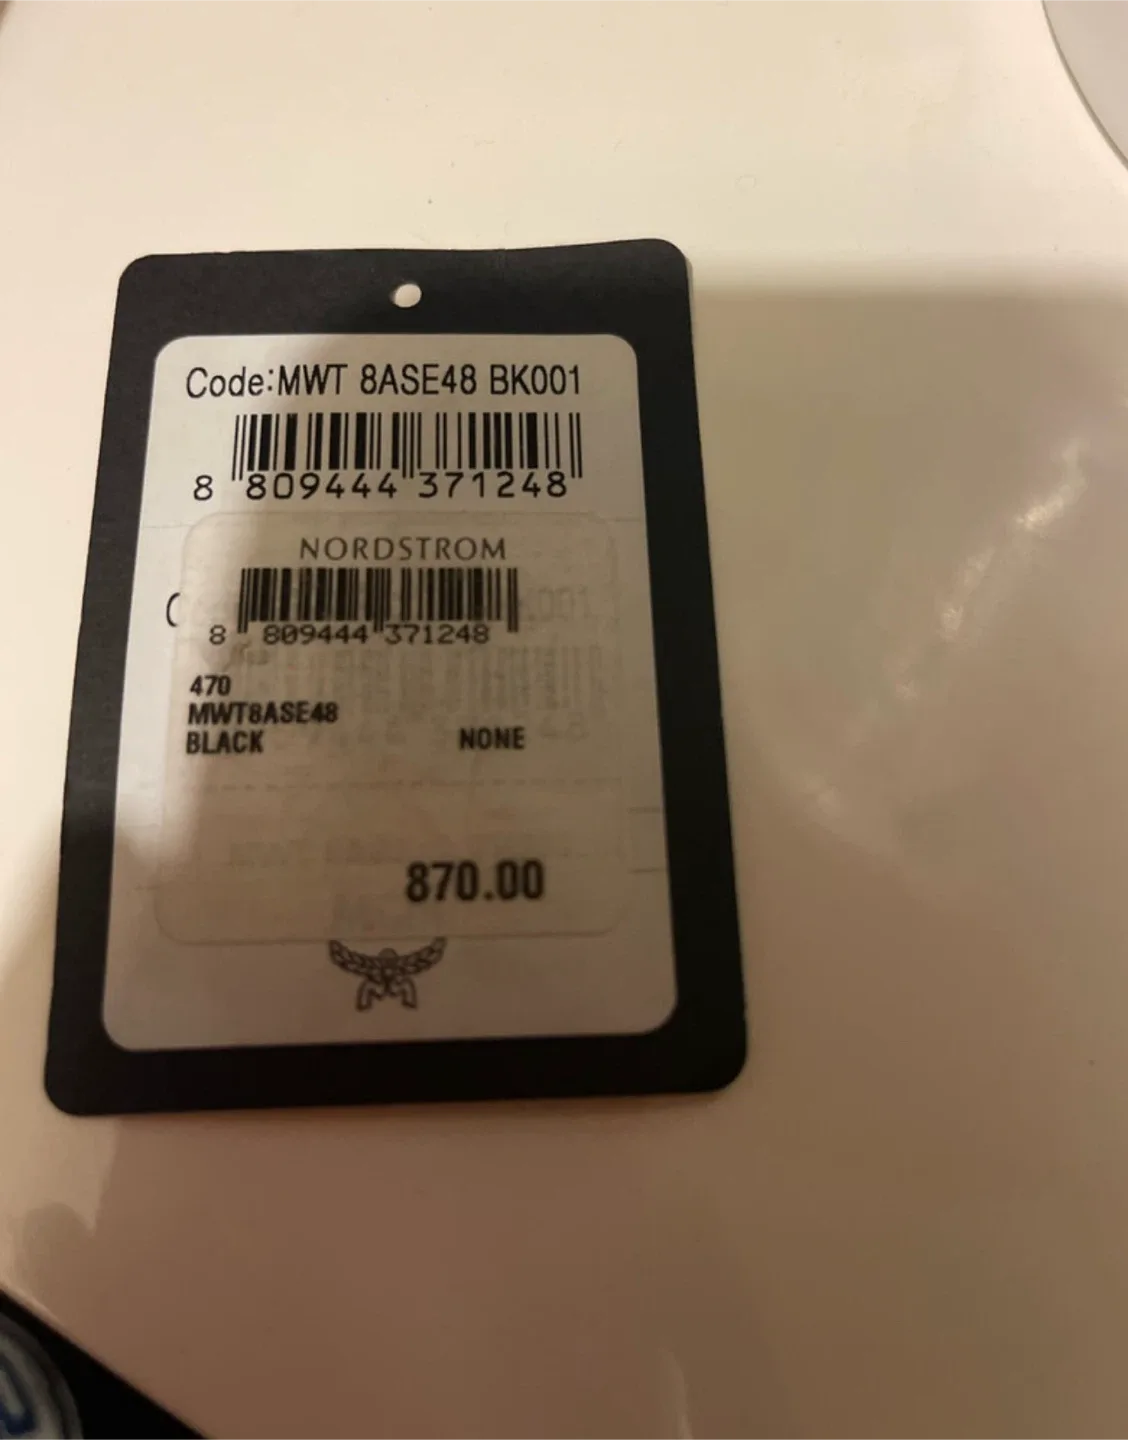 Code:MWT 8ASE48 BK001
8 809444 371248
NORDSTROM
8 809444 371248
470
MWT8ASE48
BLACK NONE
870.00